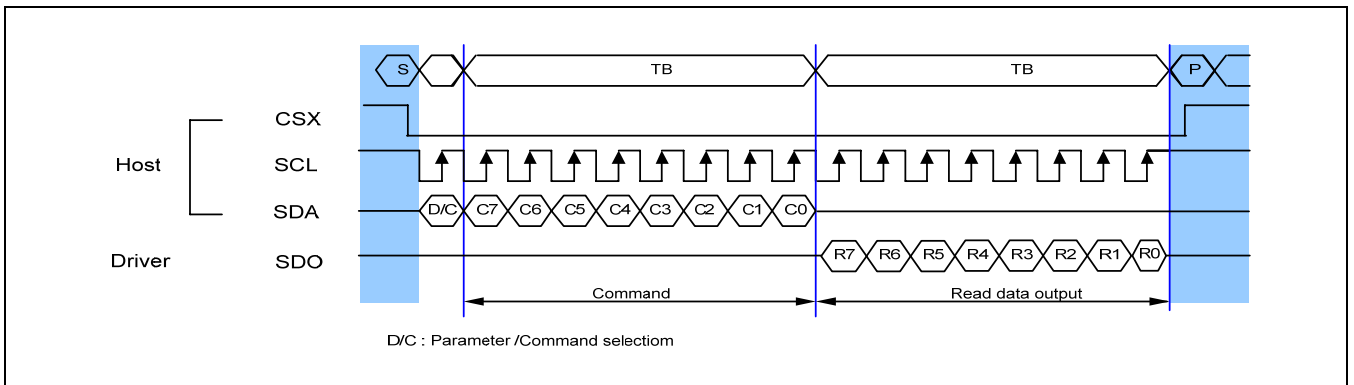 S TB TB P
CSX
Host SCL
SDA D/C C7 C6 C5 C4 C3 C2 C1 C0
Driver SDO R7 R6 R5 R4 R3 R2 R1 R0
Command Read data output
D/C : Parameter /Command selectiom